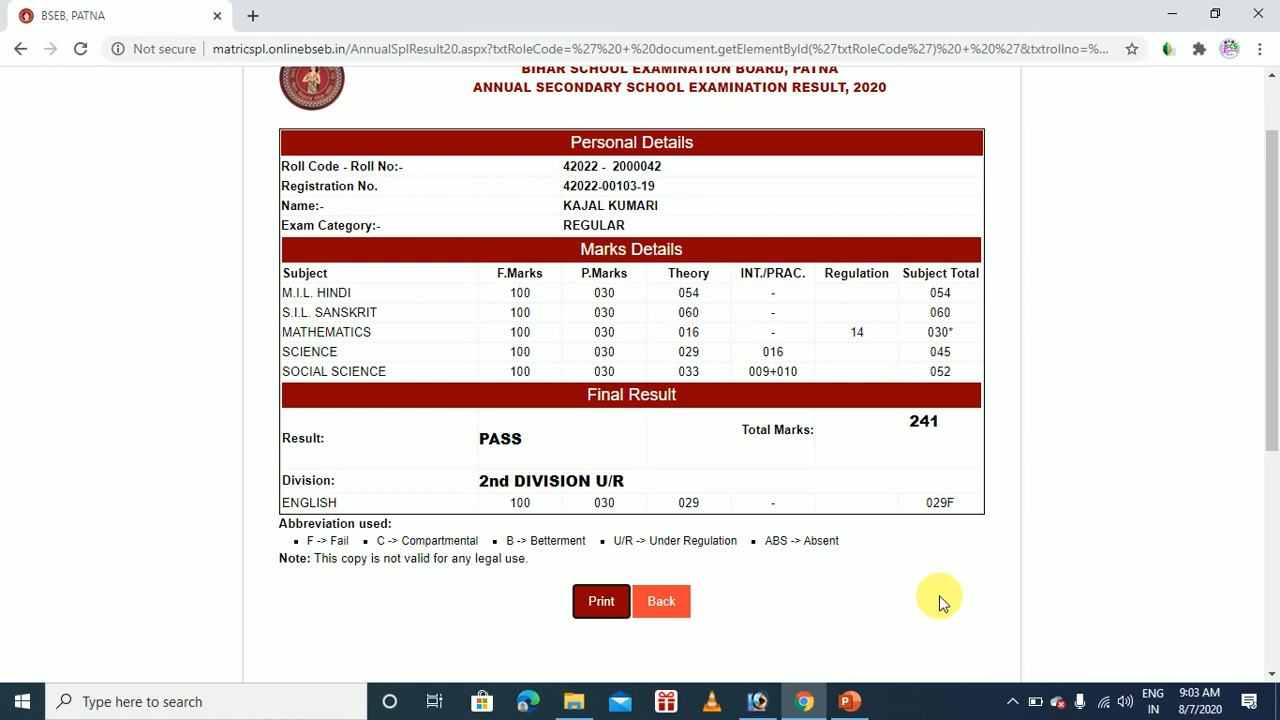 BSEB, PATNA
Not secure matricspl.onlinebseb.in/AnnualSplResult20.aspx?txtRoleCode=%27%20+%20document.getElementById(%27txtRoleCode%27)%20+%20%27&txtrollno=%...
BIHAR SCHOOL EXAMINATION BOARD, PATNA
ANNUAL SECONDARY SCHOOL EXAMINATION RESULT, 2020
Personal Details
Roll Code - Roll No:- 42022 - 2000042
Registration No. 42022-00103-19
Name:- KAJAL KUMARI
Exam Category:- REGULAR
Marks Details
Subject F.Marks P.Marks Theory INT./PRAC. Regulation Subject Total
M.I.L. HINDI 100 030 054 - 054
S.I.L. SANSKRIT 100 030 060 - 060
MATHEMATICS 100 030 016 - 14 030*
SCIENCE 100 030 029 016 045
SOCIAL SCIENCE 100 030 033 009+010 052
Final Result
Result: PASS Total Marks: 241
Division: 2nd DIVISION U/R
ENGLISH 100 030 029 - 029F
Abbreviation used:
F -> Fail C -> Compartmental B -> Betterment U/R -> Under Regulation ABS -> Absent
Note: This copy is not valid for any legal use.
Print Back
Type here to search
ENG 9:03 AM
IN 8/7/2020